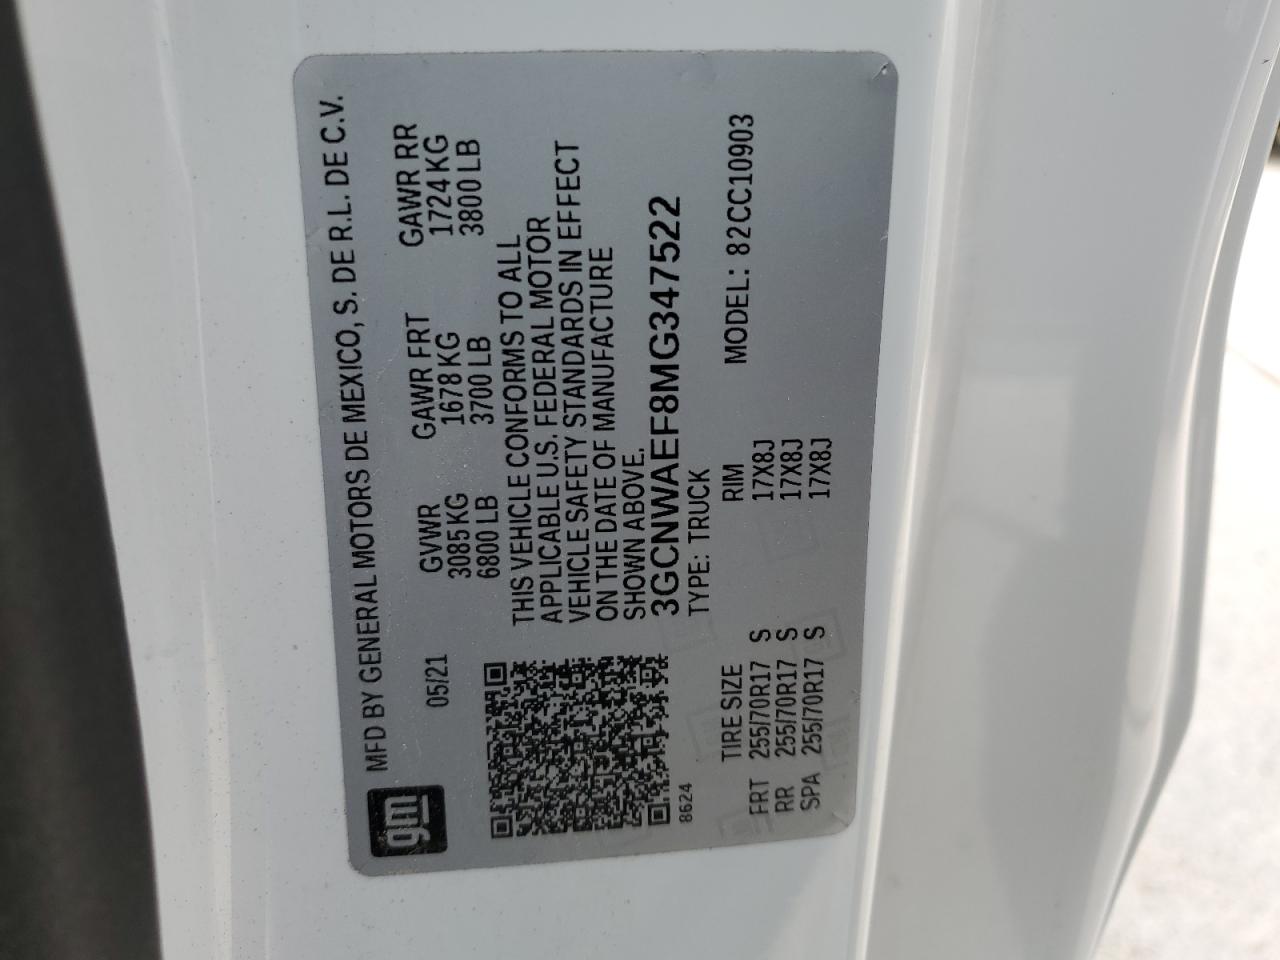 gm
MFD BY GENERAL MOTORS DE MEXICO, S. DE R.L. DE C.V.
05/21 GVWR GAWR FRT GAWR RR
3085 KG 1678 KG 1724 KG
6800 LB 3700 LB 3800 LB
THIS VEHICLE CONFORMS TO ALL
APPLICABLE U.S. FEDERAL MOTOR
VEHICLE SAFETY STANDARDS IN EFFECT
ON THE DATE OF MANUFACTURE
SHOWN ABOVE.
3GCNWAEF8MG347522
8624 TYPE: TRUCK
TIRE SIZE RIM MODEL: 82CC10903
FRT 255/70R17 S 17X8J
RR 255/70R17 S 17X8J
SPA 255/70R17 S 17X8J